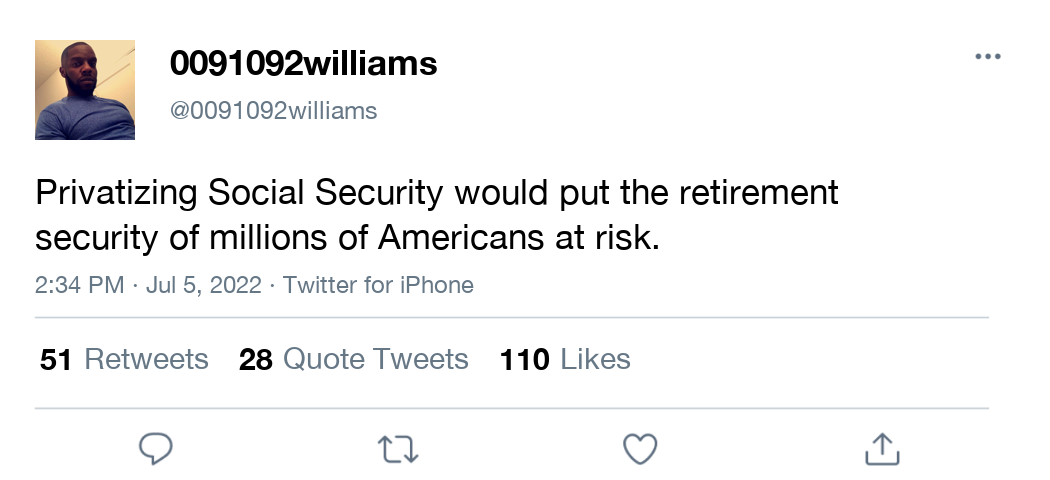 0091092williams
@0091092williams
Privatizing Social Security would put the retirement
security of millions of Americans at risk.
2:34 PM · Jul 5, 2022 · Twitter for iPhone
51 Retweets 28 Quote Tweets 110 Likes